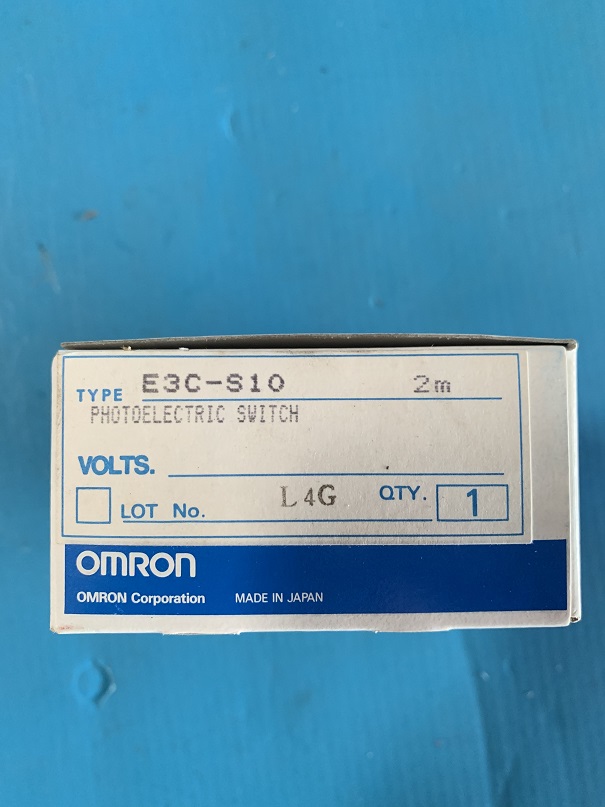 TYPE E3C-S10 2m
PHOTOELECTRIC SWITCH
VOLTS.
LOT No. L4G QTY. 1
OMRON
OMRON Corporation MADE IN JAPAN